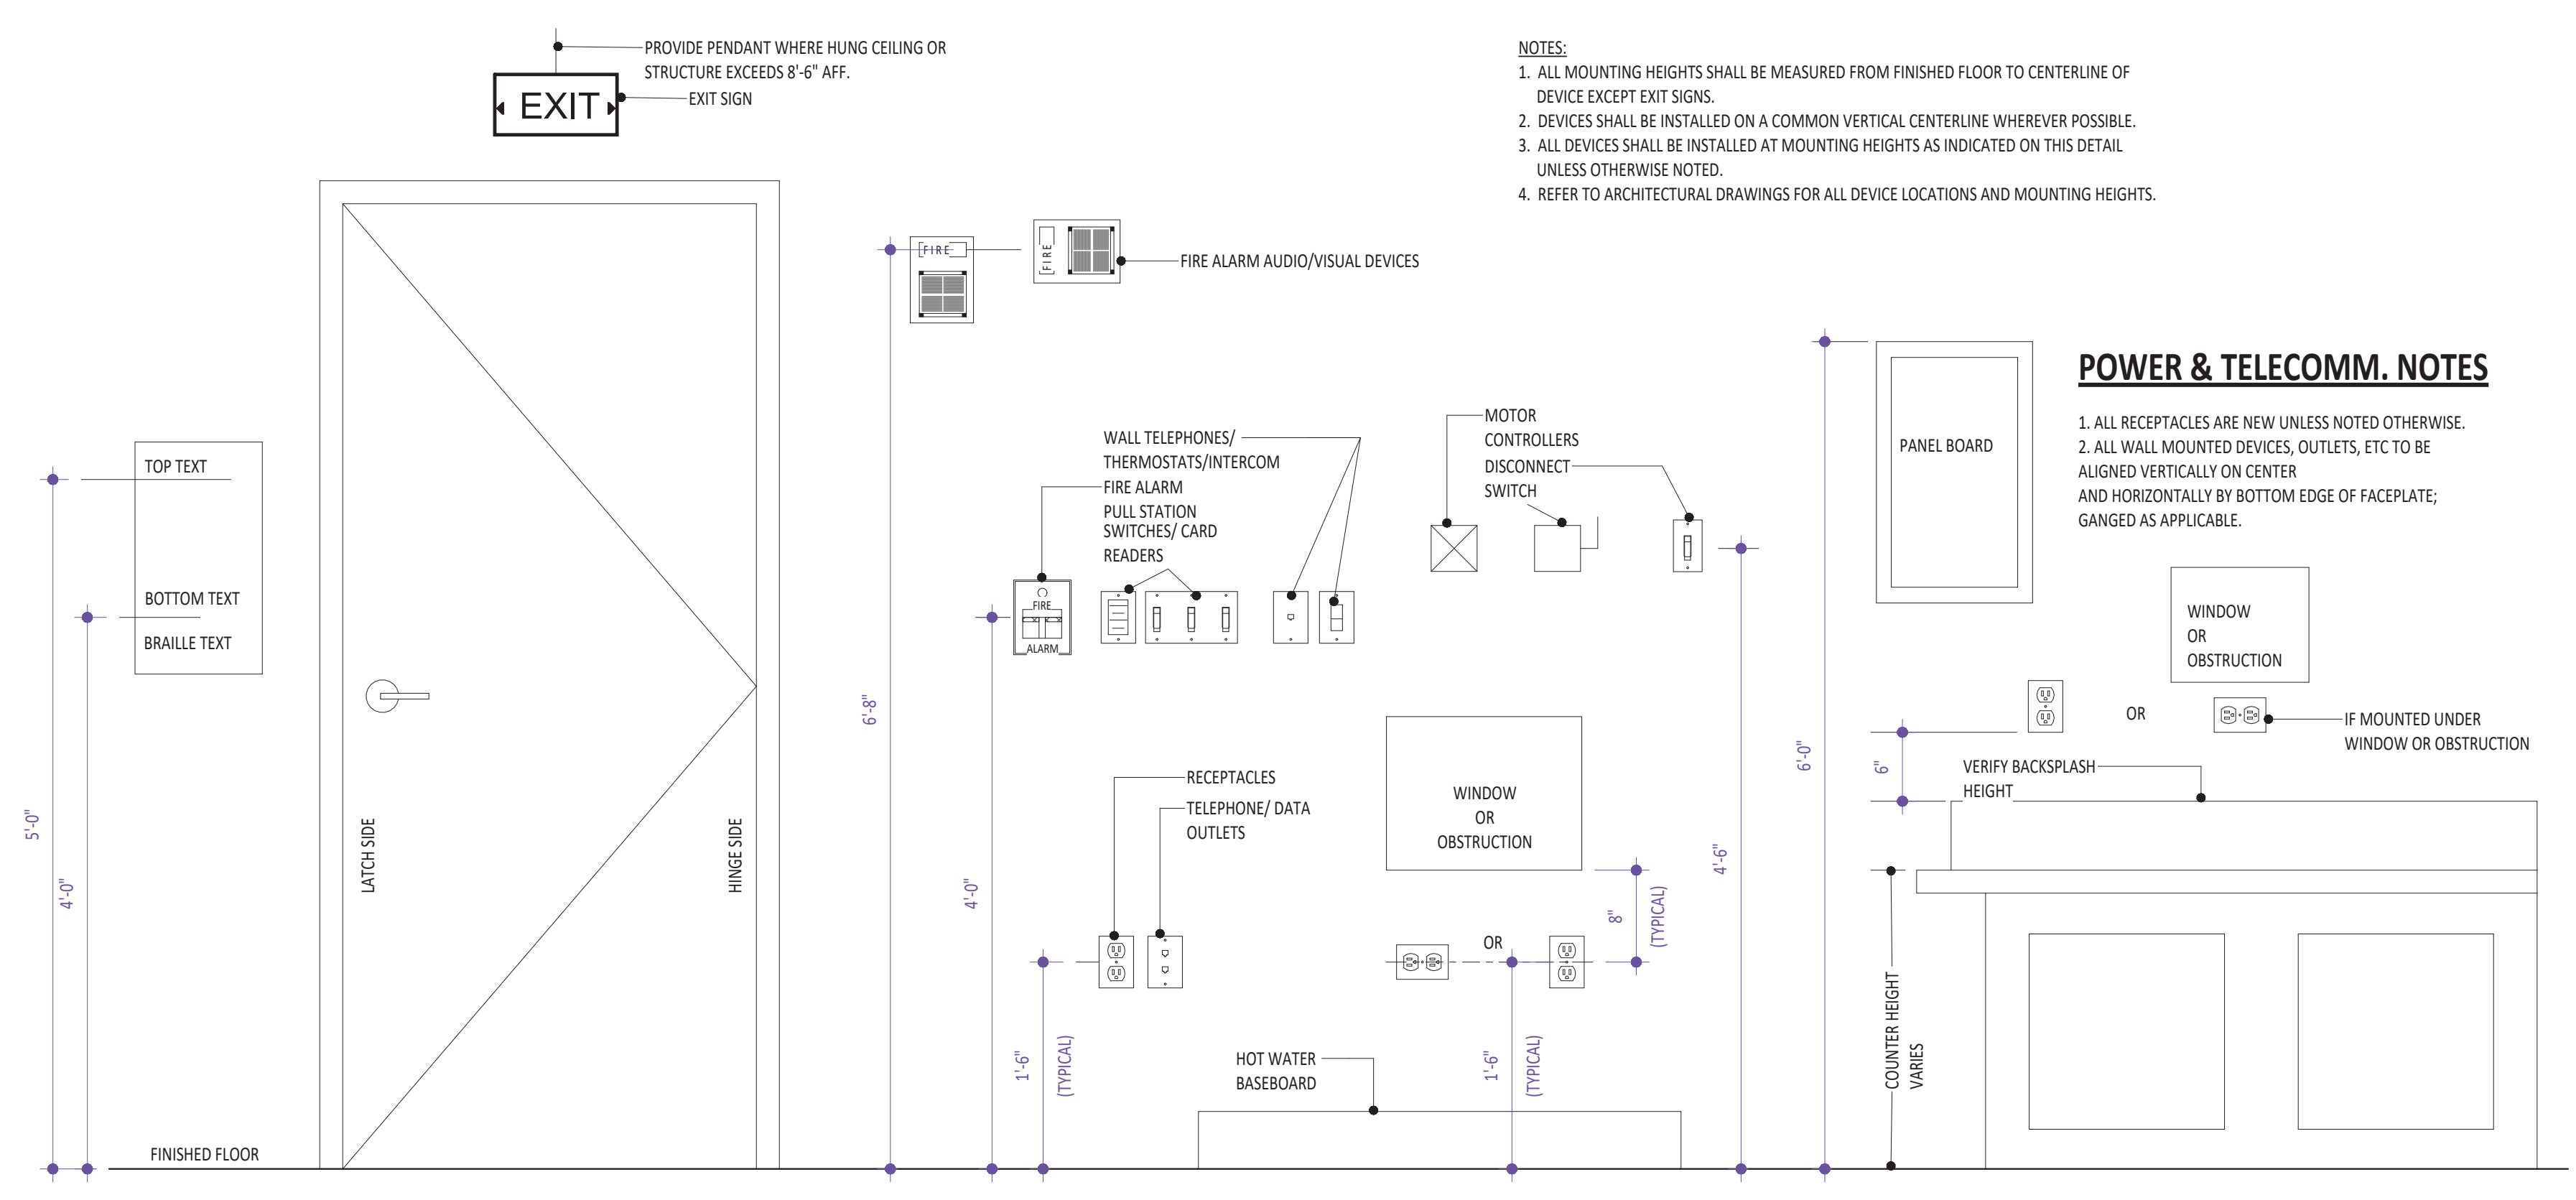 PROVIDE PENDANT WHERE HUNG CEILING OR
STRUCTURE EXCEEDS 8'-6" AFF.
EXIT
EXIT SIGN
NOTES:
1. ALL MOUNTING HEIGHTS SHALL BE MEASURED FROM FINISHED FLOOR TO CENTERLINE OF
DEVICE EXCEPT EXIT SIGNS.
2. DEVICES SHALL BE INSTALLED ON A COMMON VERTICAL CENTERLINE WHEREVER POSSIBLE.
3. ALL DEVICES SHALL BE INSTALLED AT MOUNTING HEIGHTS AS INDICATED ON THIS DETAIL
UNLESS OTHERWISE NOTED.
4. REFER TO ARCHITECTURAL DRAWINGS FOR ALL DEVICE LOCATIONS AND MOUNTING HEIGHTS.
TOP TEXT
BOTTOM TEXT
BRAILLE TEXT
5'-0"
4'-0"
FINISHED FLOOR
LATCH SIDE
HINGE SIDE
FIRE
FIRE
FIRE ALARM AUDIO/VISUAL DEVICES
6'-8"
WALL TELEPHONES/
THERMOSTATS/INTERCOM
FIRE ALARM
PULL STATION
SWITCHES/ CARD
READERS
FIRE
ALARM
4'-0"
MOTOR
CONTROLLERS
DISCONNECT
SWITCH
RECEPTACLES
TELEPHONE/ DATA
OUTLETS
1'-6"
(TYPICAL)
WINDOW
OR
OBSTRUCTION
OR
8"
(TYPICAL)
1'-6"
(TYPICAL)
HOT WATER
BASEBOARD
4'-6"
6'-0"
PANEL BOARD
POWER & TELECOMM. NOTES
1. ALL RECEPTACLES ARE NEW UNLESS NOTED OTHERWISE.
2. ALL WALL MOUNTED DEVICES, OUTLETS, ETC TO BE
ALIGNED VERTICALLY ON CENTER
AND HORIZONTALLY BY BOTTOM EDGE OF FACEPLATE;
GANGED AS APPLICABLE.
WINDOW
OR
OBSTRUCTION
OR
IF MOUNTED UNDER
WINDOW OR OBSTRUCTION
6"
VERIFY BACKSPLASH
HEIGHT
COUNTER HEIGHT
VARIES